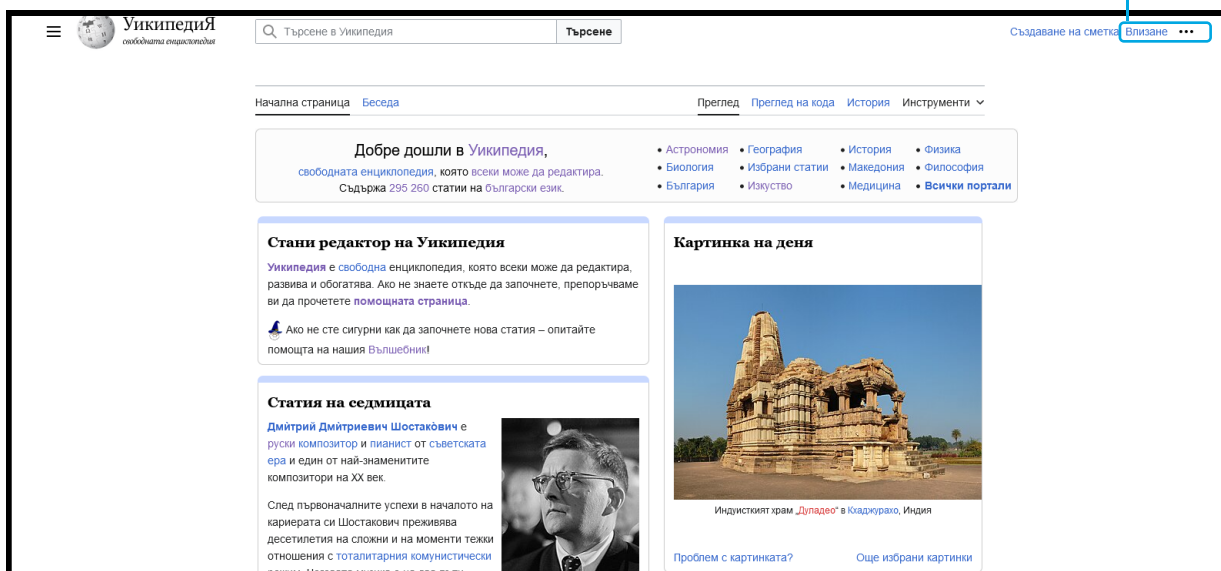 УикипедиЯ
свободната енциклопедия
Търсене в Уикипедия
Търсене
Създаване на сметка Влизане •••
Начална страница Беседа
Преглед Преглед на кода История Инструменти
Добре дошли в Уикипедия,
свободната енциклопедия, която всеки може да редактира.
Съдържа 295 260 статии на български език.
• Астрономия • География • История • Физика
• Биология • Избрани статии • Македония • Философия
• България • Изкуство • Медицина • Всички портали
Стани редактор на Уикипедия
Уикипедия е свободна енциклопедия, която всеки може да редактира,
развива и обогатява. Ако не знаете откъде да започнете, препоръчваме
ви да прочетете помощната страница.
Ако не сте сигурни как да започнете нова статия – опитайте
помощта на нашия Вълшебник!
Статия на седмицата
Дмѝтрий Дмѝтриевич Шостако̀вич е
руски композитор и пианист от съветската
ера и един от най-знаменитите
композитори на XX век.
След първоначалните успехи в началото на
кариерата си Шостакович преживява
десетилетия на сложни и на моменти тежки
отношения с тоталитарния комунистически
Картинка на деня
Индуисткият храм „Дуладео“ в Кхаджурахо, Индия
Проблем с картинката? Още избрани картинки